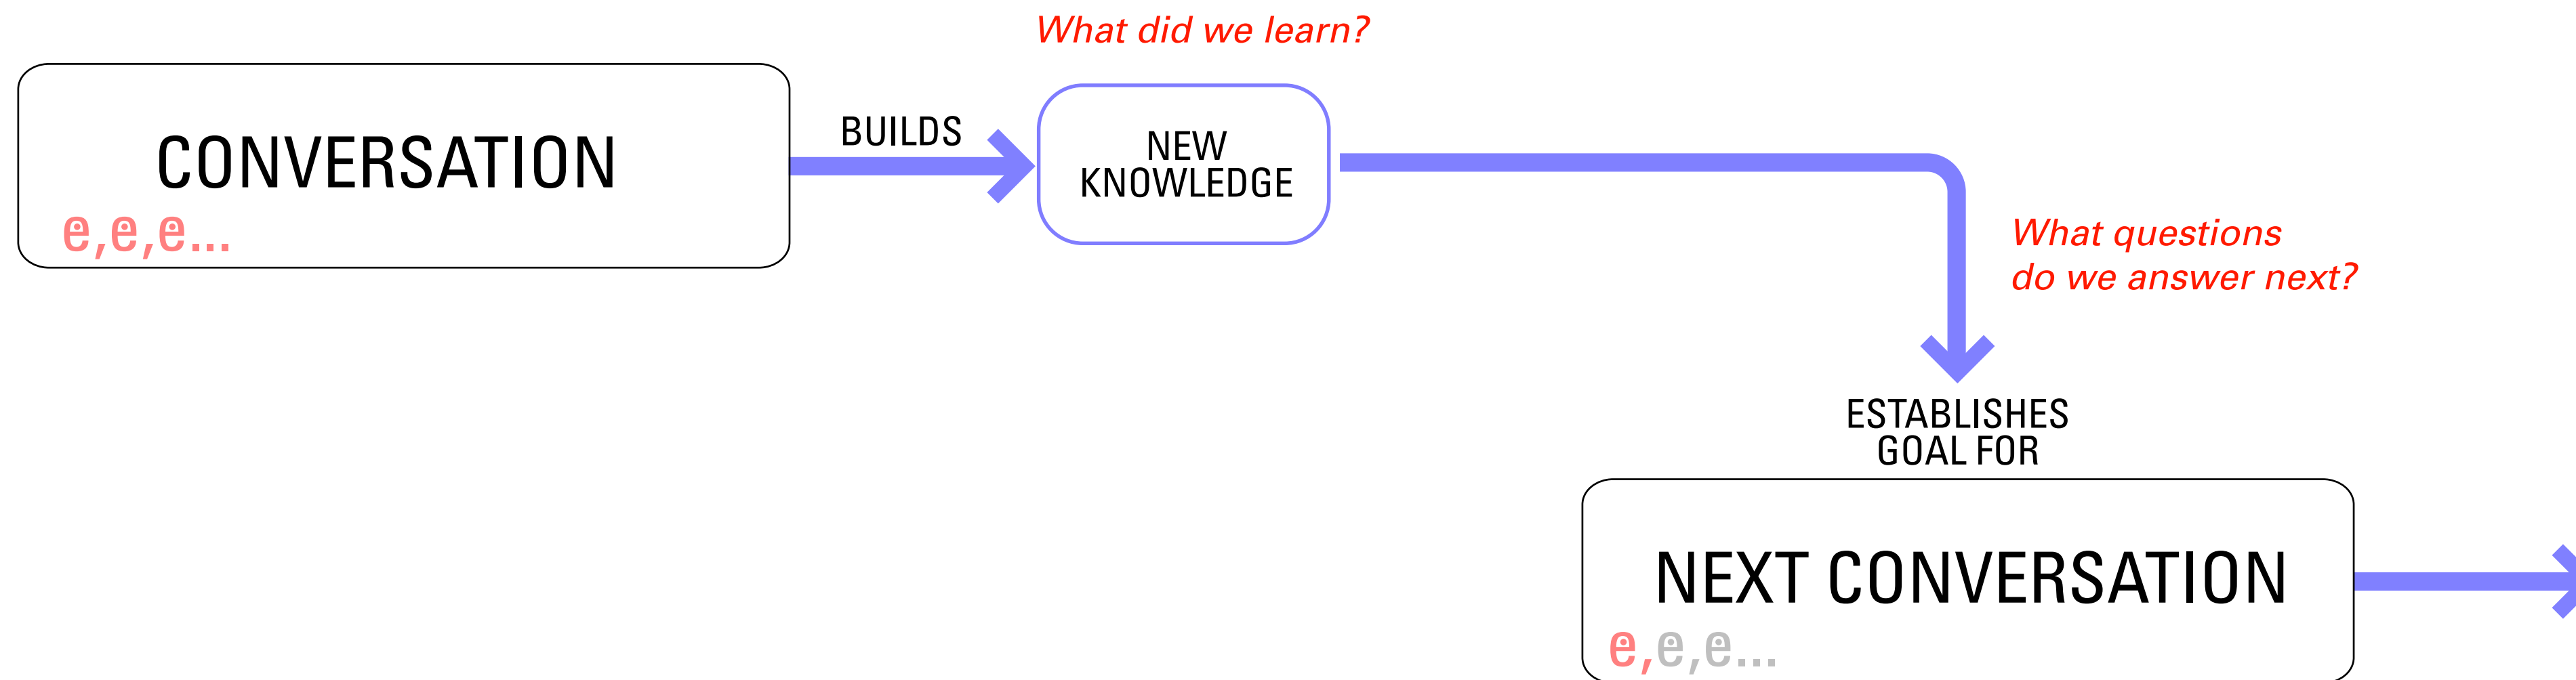 What did we learn?
CONVERSATION
e,e,e...
BUILDS
NEW
KNOWLEDGE
What questions
do we answer next?
ESTABLISHES
GOAL FOR
NEXT CONVERSATION
e,e,e...